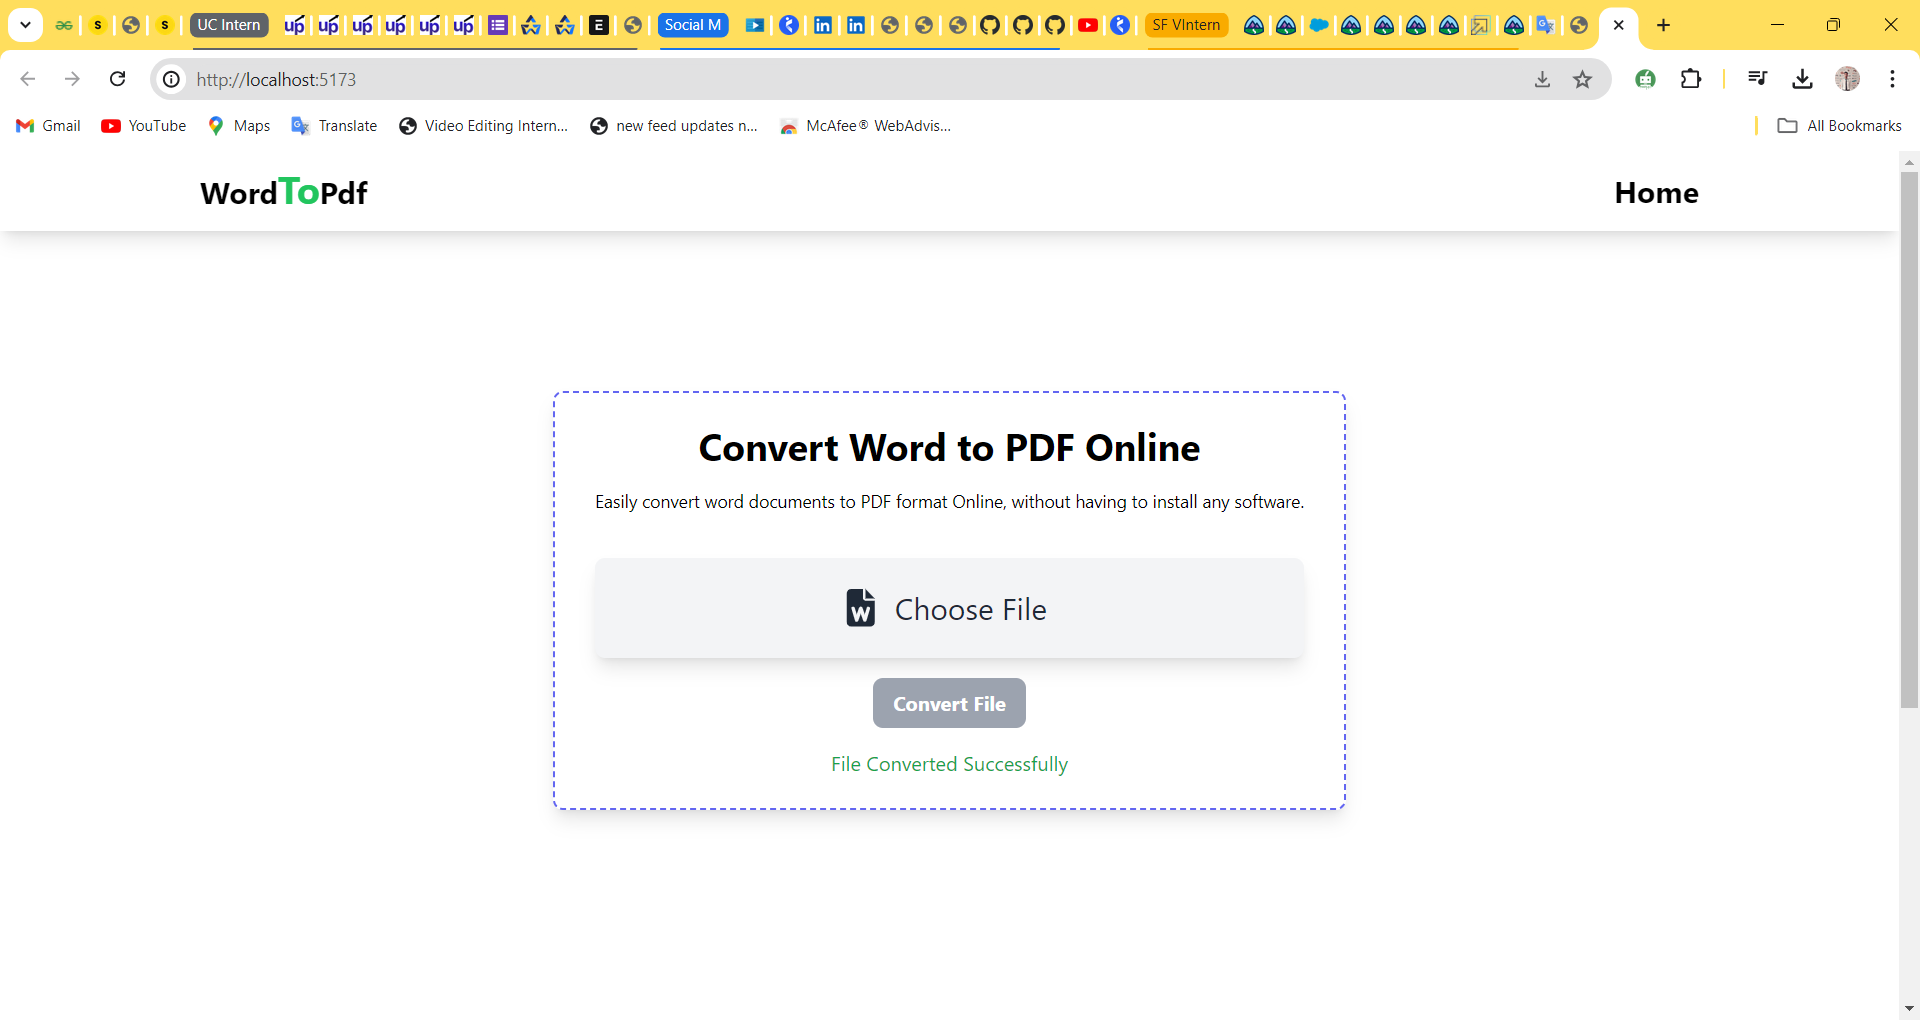 UC Intern
Social M
SF VIntern
http://localhost:5173
Gmail
YouTube
Maps
Translate
Video Editing Intern...
new feed updates n...
McAfee® WebAdvis...
All Bookmarks
WordToPdf
Home
Convert Word to PDF Online
Easily convert word documents to PDF format Online, without having to install any software.
W Choose File
Convert File
File Converted Successfully